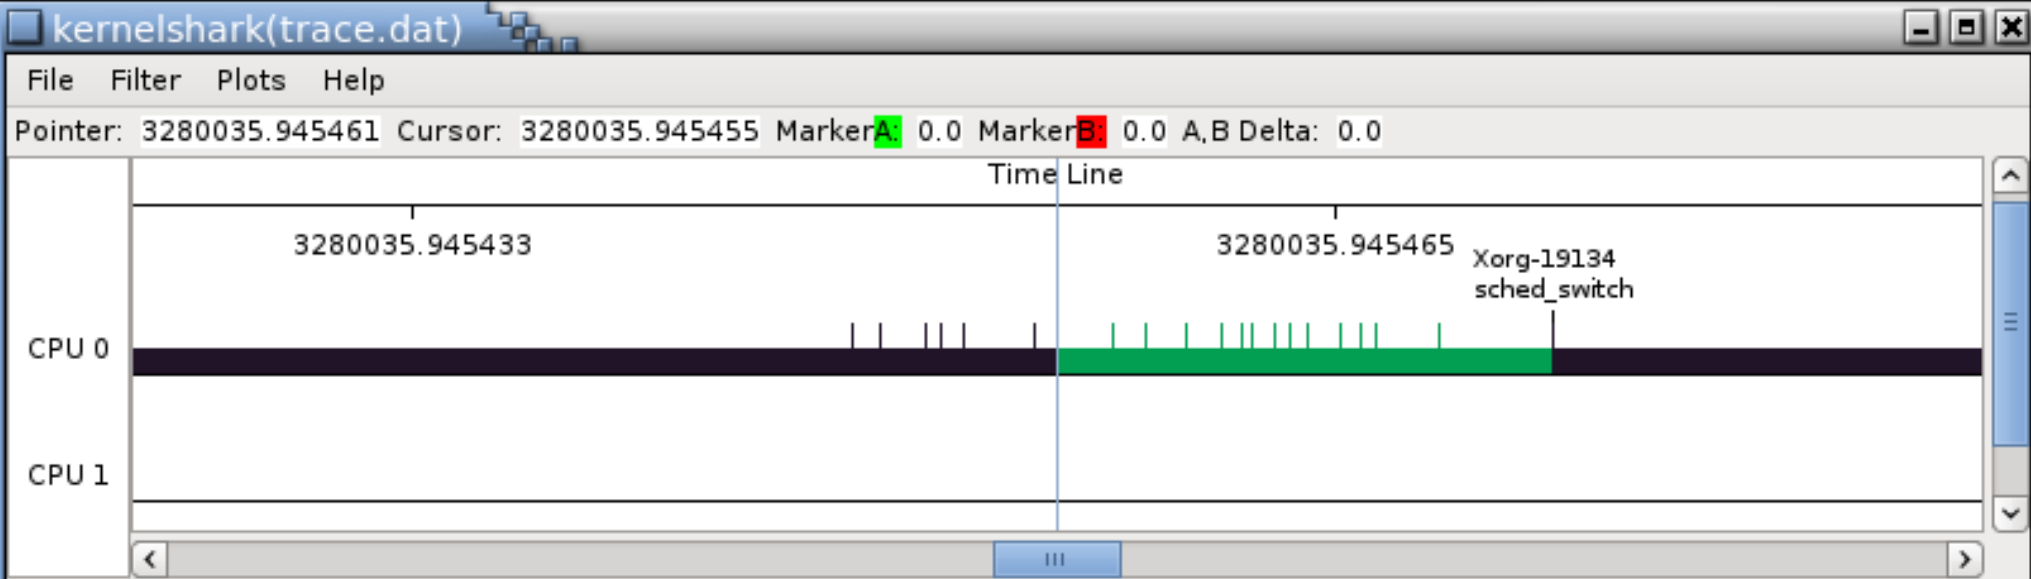 kernelshark(trace.dat)
File Filter Plots Help
Pointer: 3280035.945461 Cursor: 3280035.945455 MarkerA: 0.0 MarkerB: 0.0 A,B Delta: 0.0
Time Line
3280035.945433 3280035.945465
Xorg-19134
sched_switch
CPU 0
CPU 1